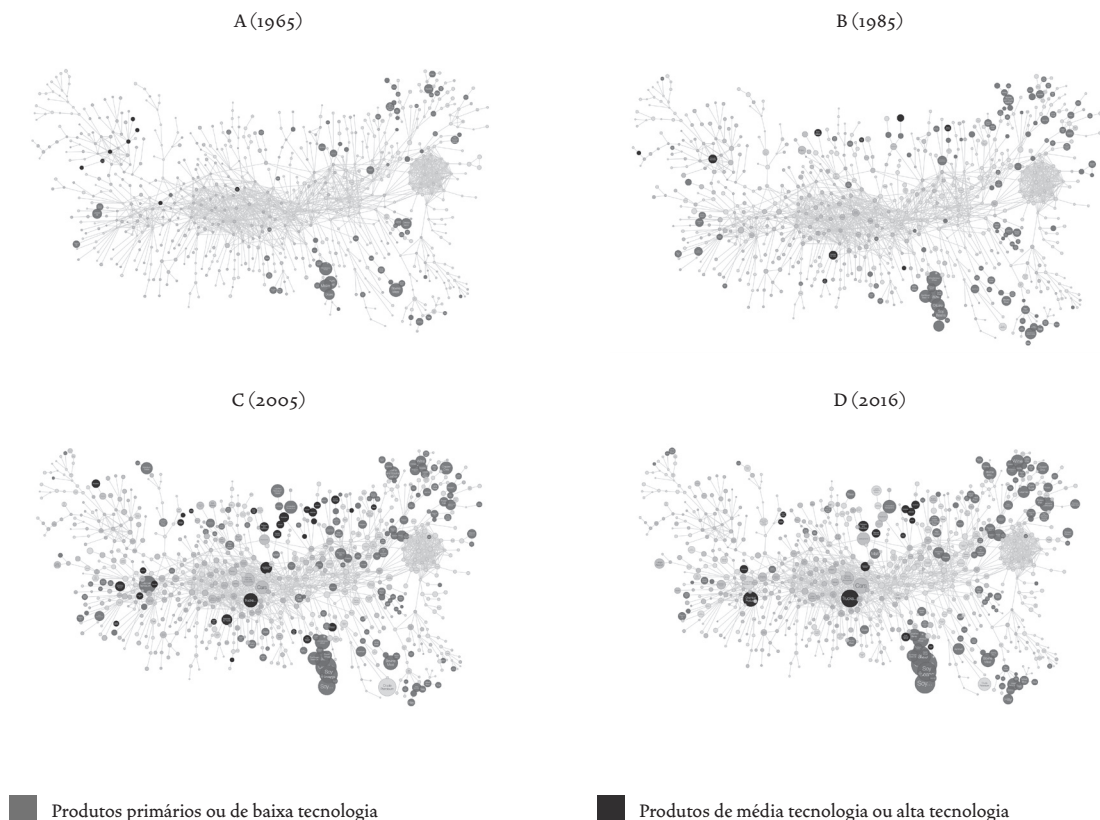 A (1965)
B (1985)
C (2005)
D (2016)
Produtos primários ou de baixa tecnologia
Produtos de média tecnologia ou alta tecnologia